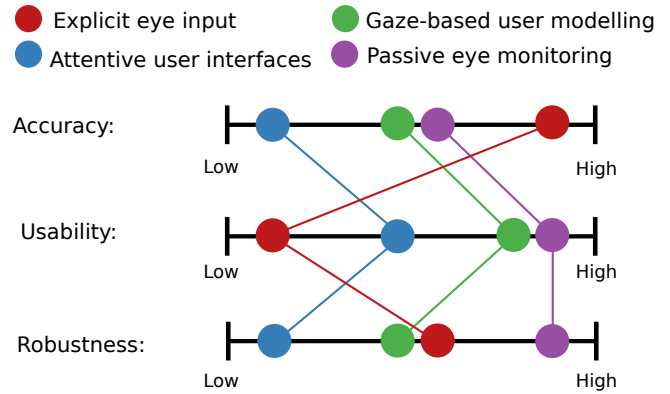 Explicit eye input
Gaze-based user modelling
Attentive user interfaces
Passive eye monitoring
Accuracy:
Low
High
Usability:
Low
High
Robustness:
Low
High